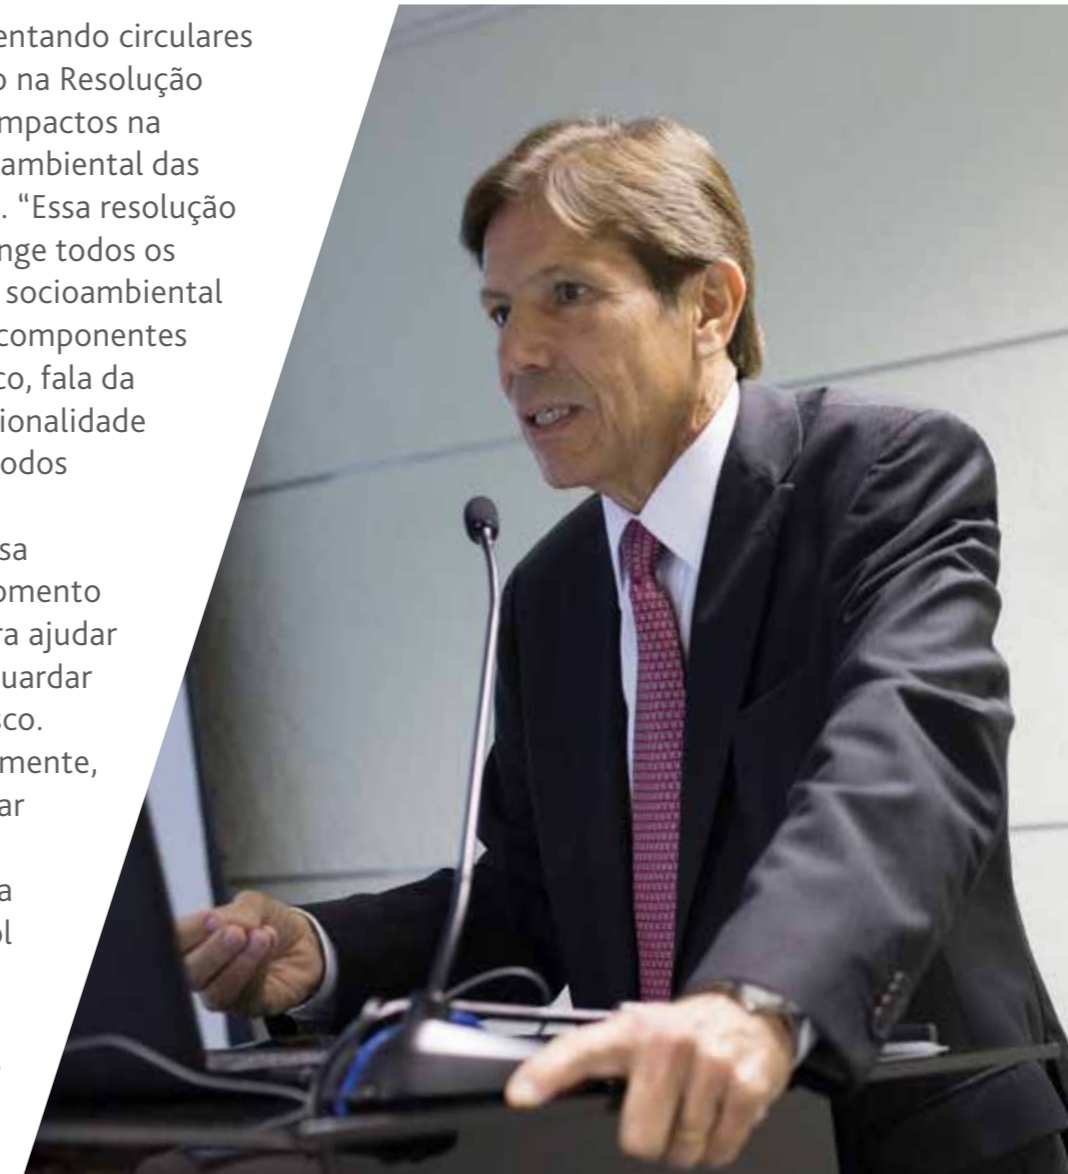 entando circulares
o na Resolução
mpactos na
ambiental das
. “Essa resolução
nge todos os
socioambiental
componentes
co, fala da
ionalidade
odos
sa
omento
ra ajudar
uardar
sco.
mente,
ar
a
ol